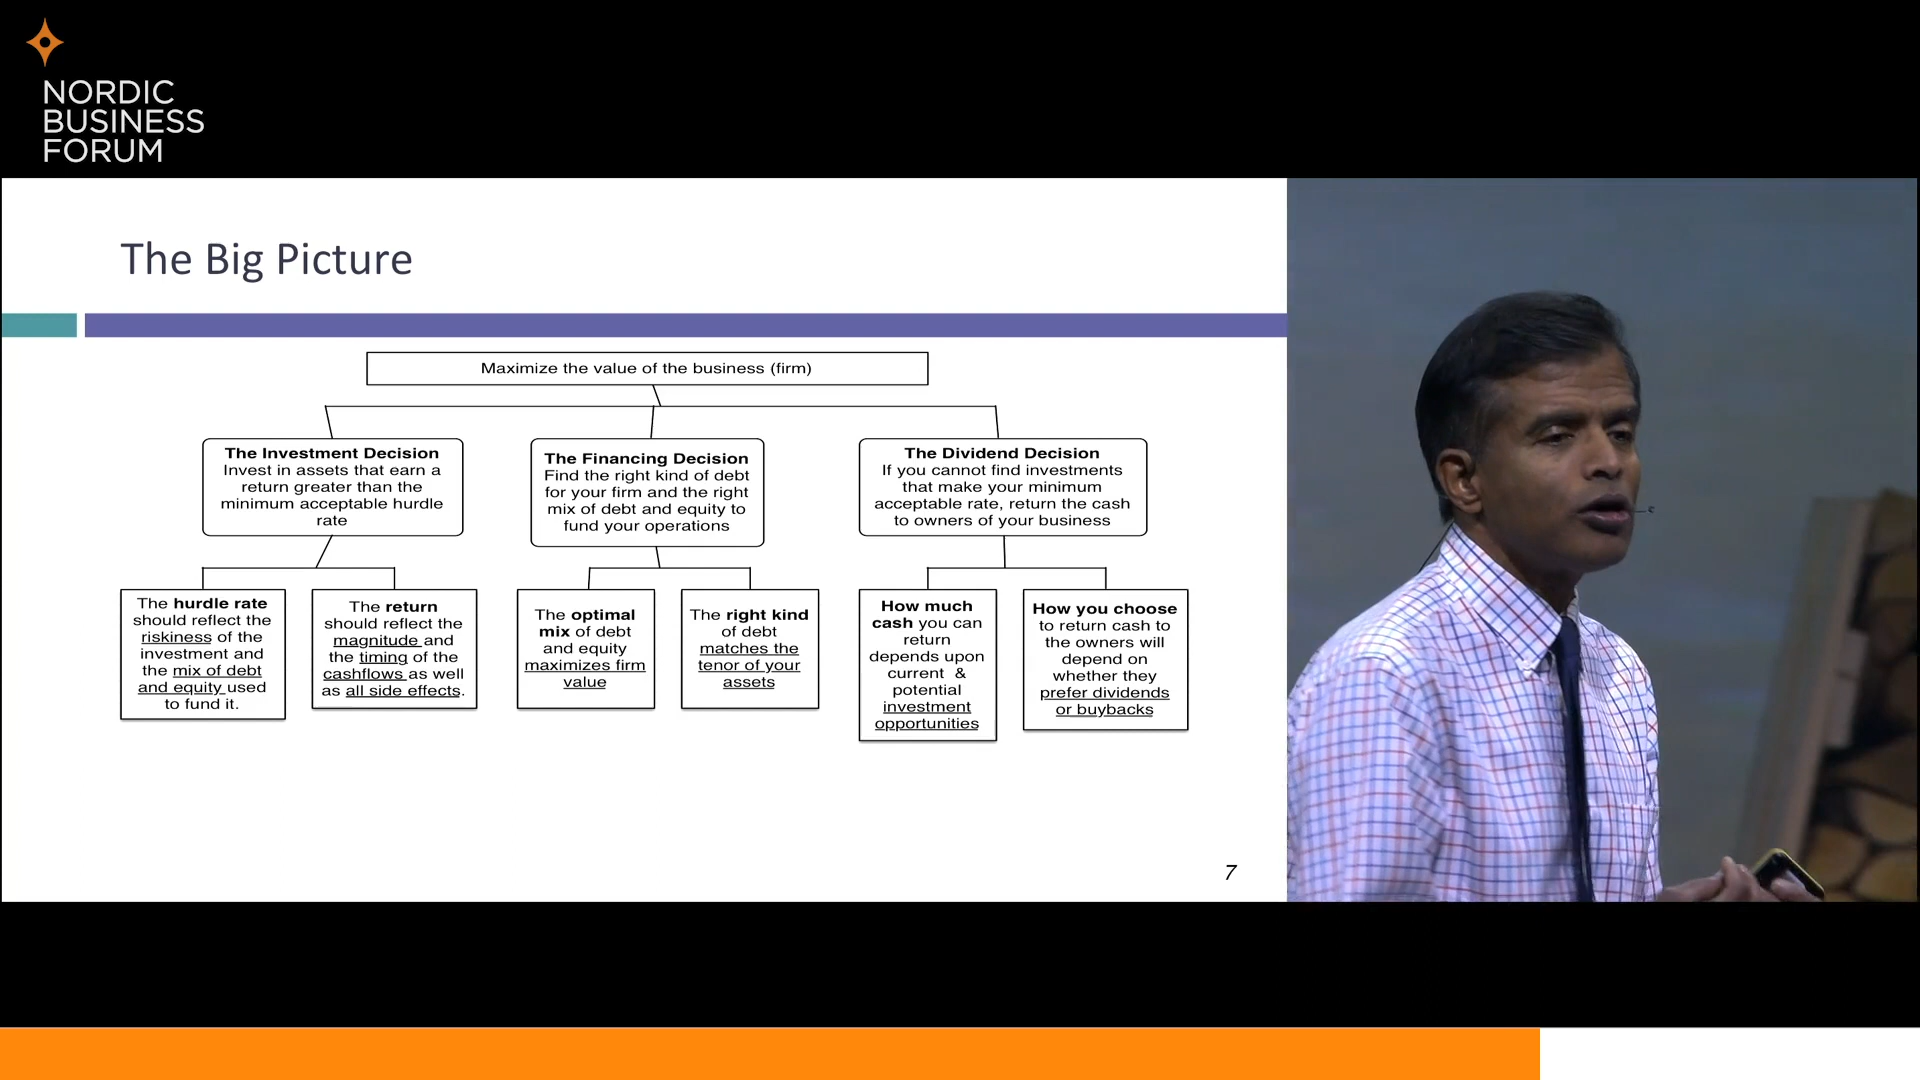 NORDIC
BUSINESS
FORUM
The Big Picture
Maximize the value of the business (firm)
The Investment Decision
Invest in assets that earn a
return greater than the
minimum acceptable hurdle
rate
The Financing Decision
Find the right kind of debt
for your firm and the right
mix of debt and equity to
fund your operations
The Dividend Decision
If you cannot find investments
that make your minimum
acceptable rate, return the cash
to owners of your business
The hurdle rate
should reflect the
riskiness of the
investment and
the mix of debt
and equity used
to fund it.
The return
should reflect the
magnitude and
the timing of the
cashflows as well
as all side effects.
The optimal
mix of debt
and equity
maximizes firm
value
The right kind
of debt
matches the
tenor of your
assets
How much
cash you can
return
depends upon
current &
potential
investment
opportunities
How you choose
to return cash to
the owners will
depend on
whether they
prefer dividends
or buybacks
7